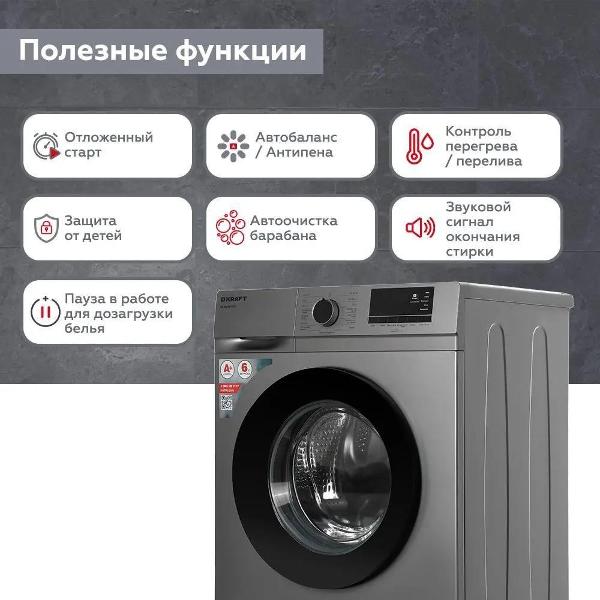 Полезные функции
Отложенный
старт
Автобаланс
/ Антипена
Контроль
перегрева
/ перелива
Защита
от детей
Автоочистка
барабана
Звуковой
сигнал
окончания
стирки
Пауза в работе
для дозагрузки
белья
KRAFT
A+
6